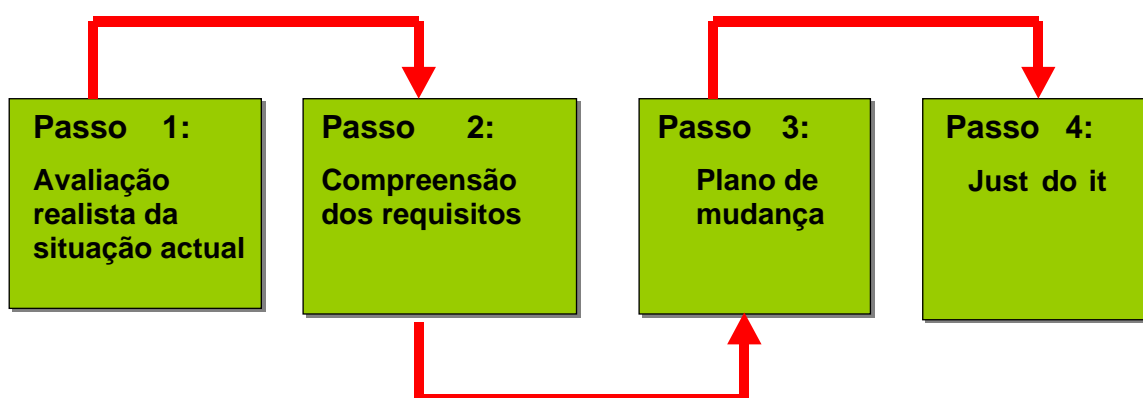 Passo 1:
Avaliação
realista da
situação actual
Passo 2:
Compreensão
dos requisitos
Passo 3:
Plano de
mudança
Passo 4:
Just do it